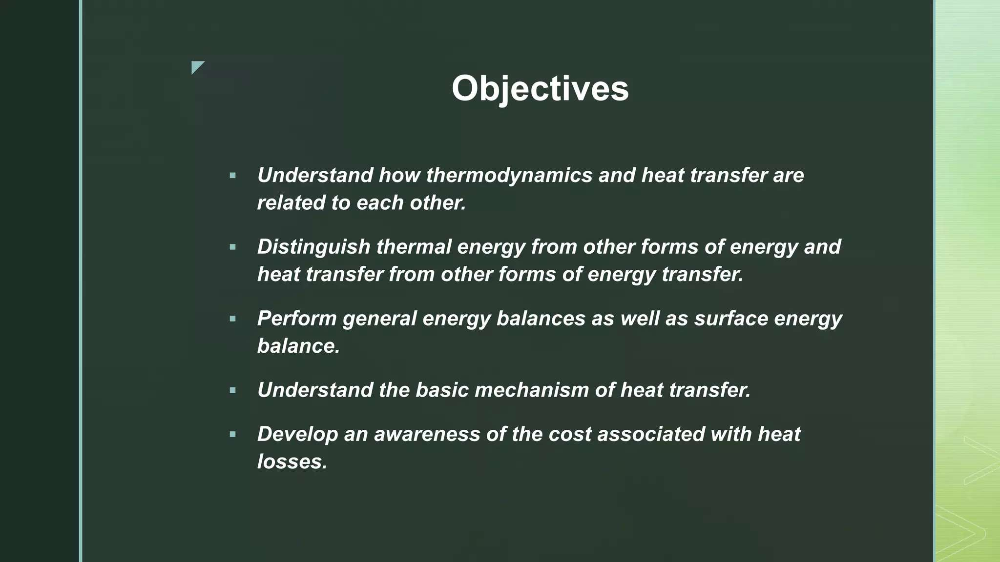 Objectives
▪ Understand how thermodynamics and heat transfer are
related to each other.
▪ Distinguish thermal energy from other forms of energy and
heat transfer from other forms of energy transfer.
▪ Perform general energy balances as well as surface energy
balance.
▪ Understand the basic mechanism of heat transfer.
▪ Develop an awareness of the cost associated with heat
losses.